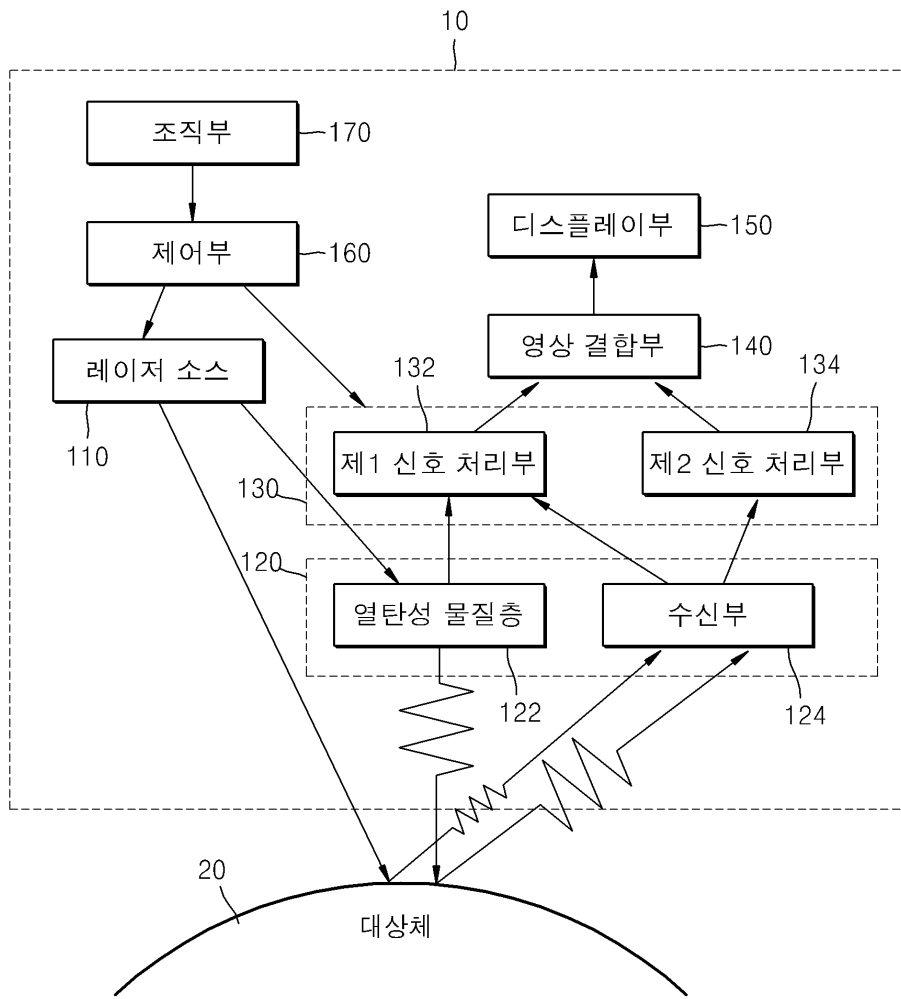 10
조직부
170
디스플레이부
150
제어부
160
영상 결합부
140
레이저 소스
110
132
134
제1 신호 처리부
제2 신호 처리부
130
120
열탄성 물질층
수신부
122
124
20
대상체